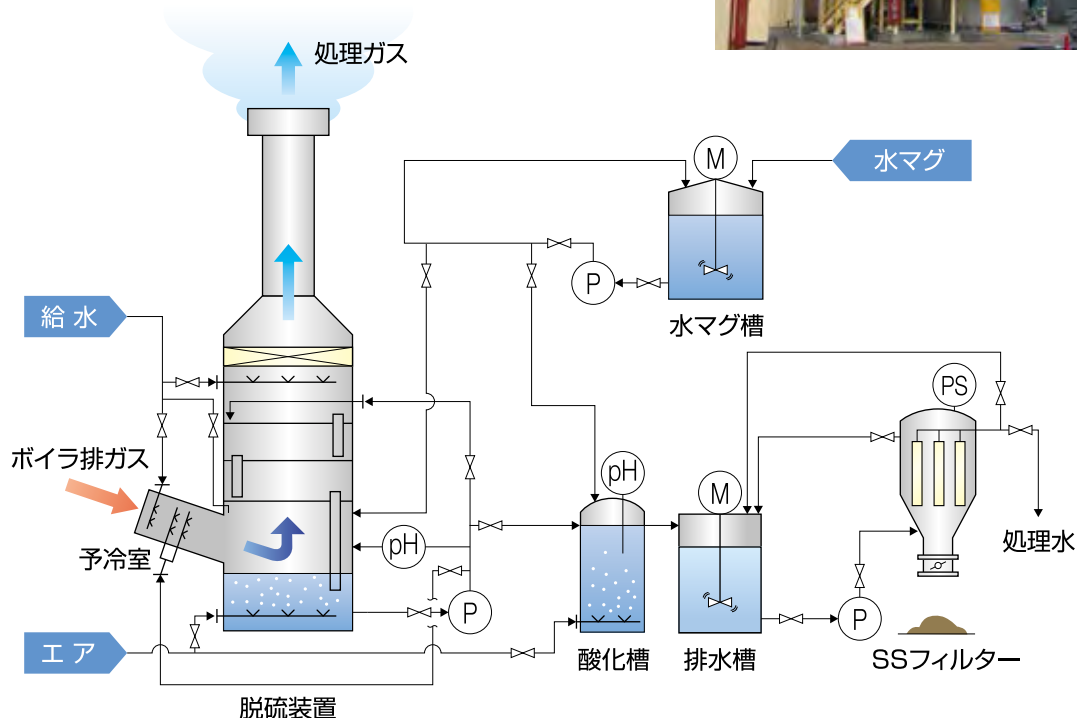 処理ガス
M
水マグ
P
水マグ槽
給水
PS
ボイラ排ガス
pH
M
予冷室
pH
処理水
P
P
エア
酸化槽
排水槽
SSフィルター
脱硫装置